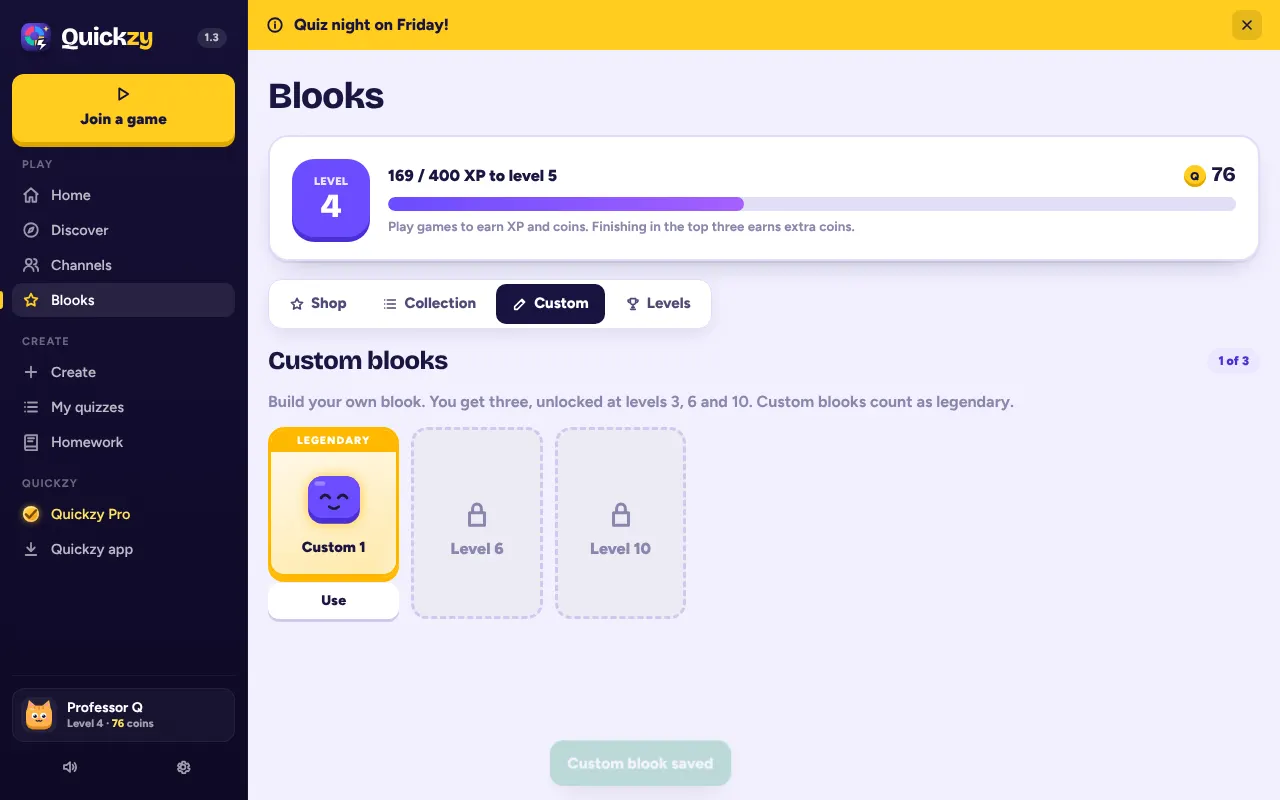 Quickzy
1.3
Join a game
PLAY
Home
Discover
Channels
Blooks
CREATE
Create
My quizzes
Homework
QUICKZY
Quickzy Pro
Quickzy app
Professor Q
Level 4 · 76 coins
Quiz night on Friday!
Blooks
LEVEL
4
169 / 400 XP to level 5
Q 76
Play games to earn XP and coins. Finishing in the top three earns extra coins.
Shop Collection Custom Levels
Custom blooks
1 of 3
Build your own blook. You get three, unlocked at levels 3, 6 and 10. Custom blooks count as legendary.
LEGENDARY
Custom 1
Use
Level 6
Level 10
Custom blook saved